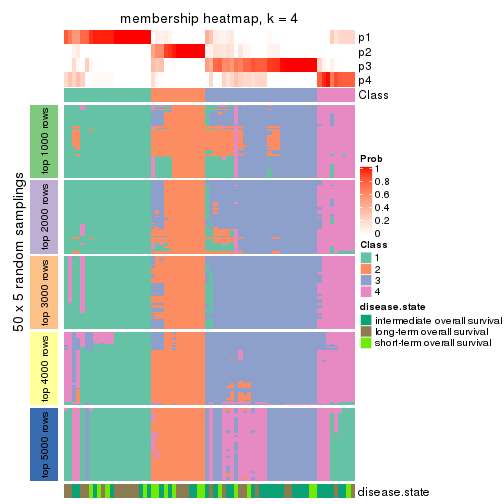 membership heatmap, k = 4
p1
p2
p3
p4
Class
50 x 5 random samplings
top 1000 rows
top 2000 rows
top 3000 rows
top 4000 rows
top 5000 rows
Prob
1
0.8
0.6
0.4
0.2
0
Class
1
2
3
4
disease.state
intermediate overall survival
long-term overall survival
short-term overall survival
disease.state